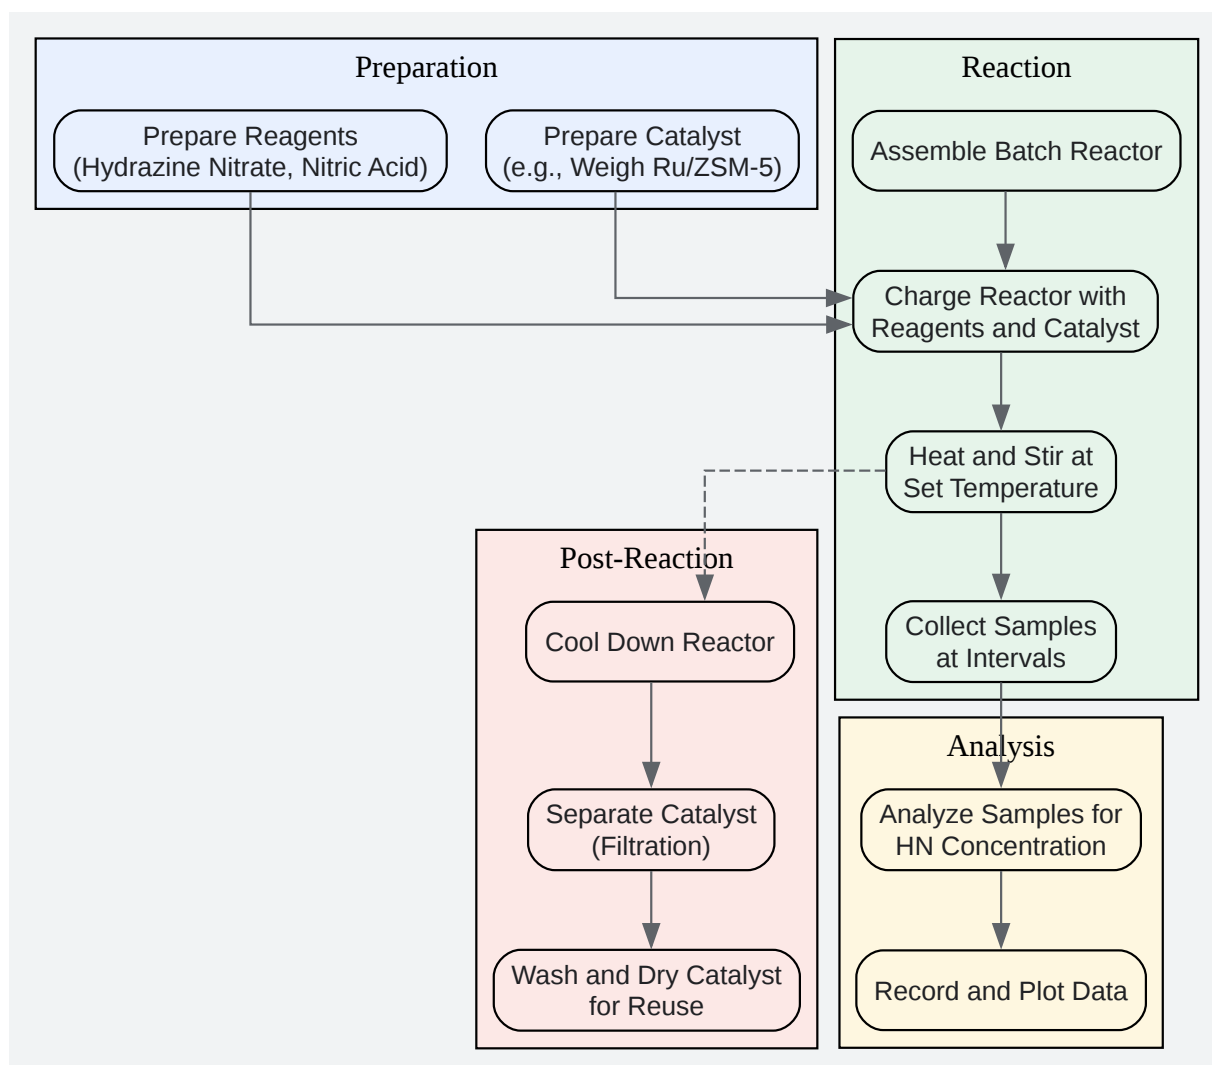 Preparation
Prepare Reagents
(Hydrazine Nitrate, Nitric Acid)
Prepare Catalyst
(e.g., Weigh Ru/ZSM-5)
Reaction
Assemble Batch Reactor
Charge Reactor with
Reagents and Catalyst
Heat and Stir at
Set Temperature
Collect Samples
at Intervals
Post-Reaction
Cool Down Reactor
Separate Catalyst
(Filtration)
Wash and Dry Catalyst
for Reuse
Analysis
Analyze Samples for
HN Concentration
Record and Plot Data